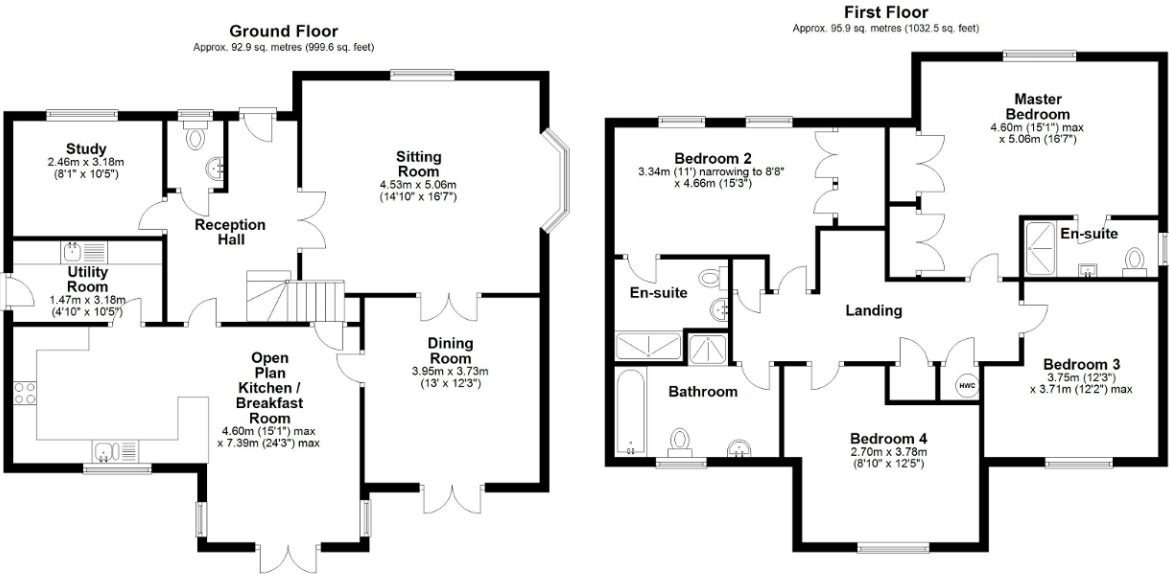 Ground Floor
Approx. 92.9 sq. metres (999.6 sq. feet)
Study
2.46m x 3.18m
(8'1" x 10'5")
Sitting
Room
4.53m x 5.06m
(14'10" x 16'7")
Reception
Hall
Utility
Room
1.47m x 3.18m
(4'10" x 10'5")
Open
Plan
Kitchen /
Breakfast
Room
4.60m (15'1") max
x 7.39m (24'3") max
Dining
Room
3.95m x 3.73m
(13' x 12'3")
First Floor
Approx. 95.9 sq. metres (1032.5 sq. feet)
Master
Bedroom
4.60m (15'1") max
x 5.06m (16'7")
Bedroom 2
3.34m (11') narrowing to 8'8"
x 4.66m (15'3")
En-suite
En-suite
Landing
Bedroom 3
3.75m (12'3")
x 3.71m (12'2") max
HWC
Bathroom
Bedroom 4
2.70m x 3.78m
(8'10" x 12'5")